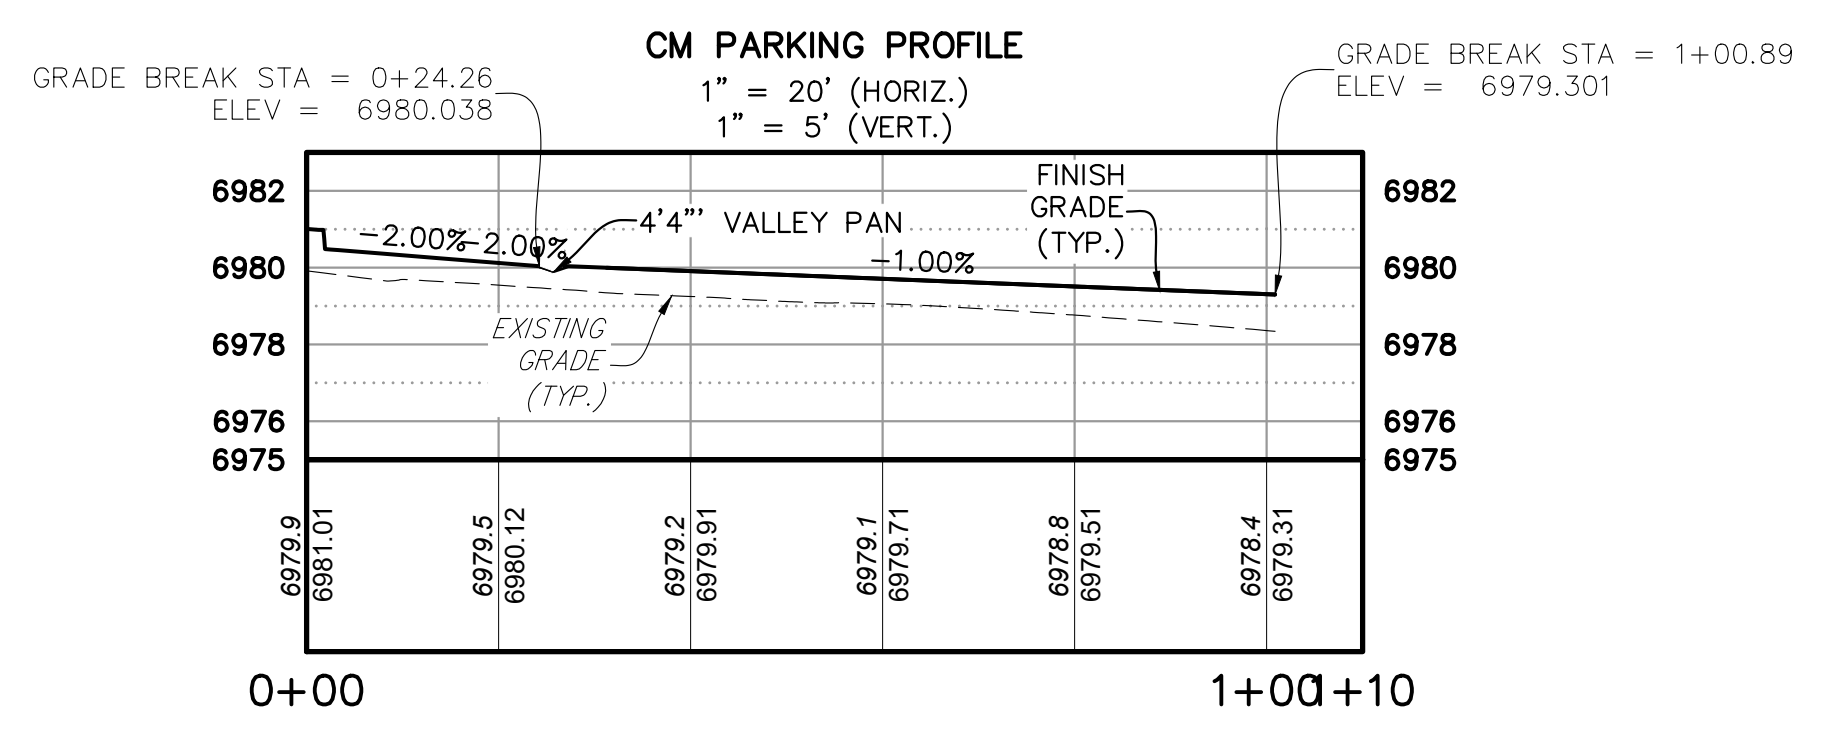 CM PARKING PROFILE
1" = 20' (HORIZ.)
1" = 5' (VERT.)
GRADE BREAK STA = 0+24.26
ELEV = 6980.038
GRADE BREAK STA = 1+00.89
ELEV = 6979.301
6982
6980
6978
6976
6975
-2.00%
-2.00%
4'4"' VALLEY PAN
-1.00%
FINISH
GRADE
(TYP.)
EXISTING
GRADE
(TYP.)
6982
6980
6978
6976
6975
6979.9
6981.01
6979.5
6980.12
6979.2
6979.91
6979.1
6979.71
6978.8
6979.51
6978.4
6979.31
0+00
1+00
1+10